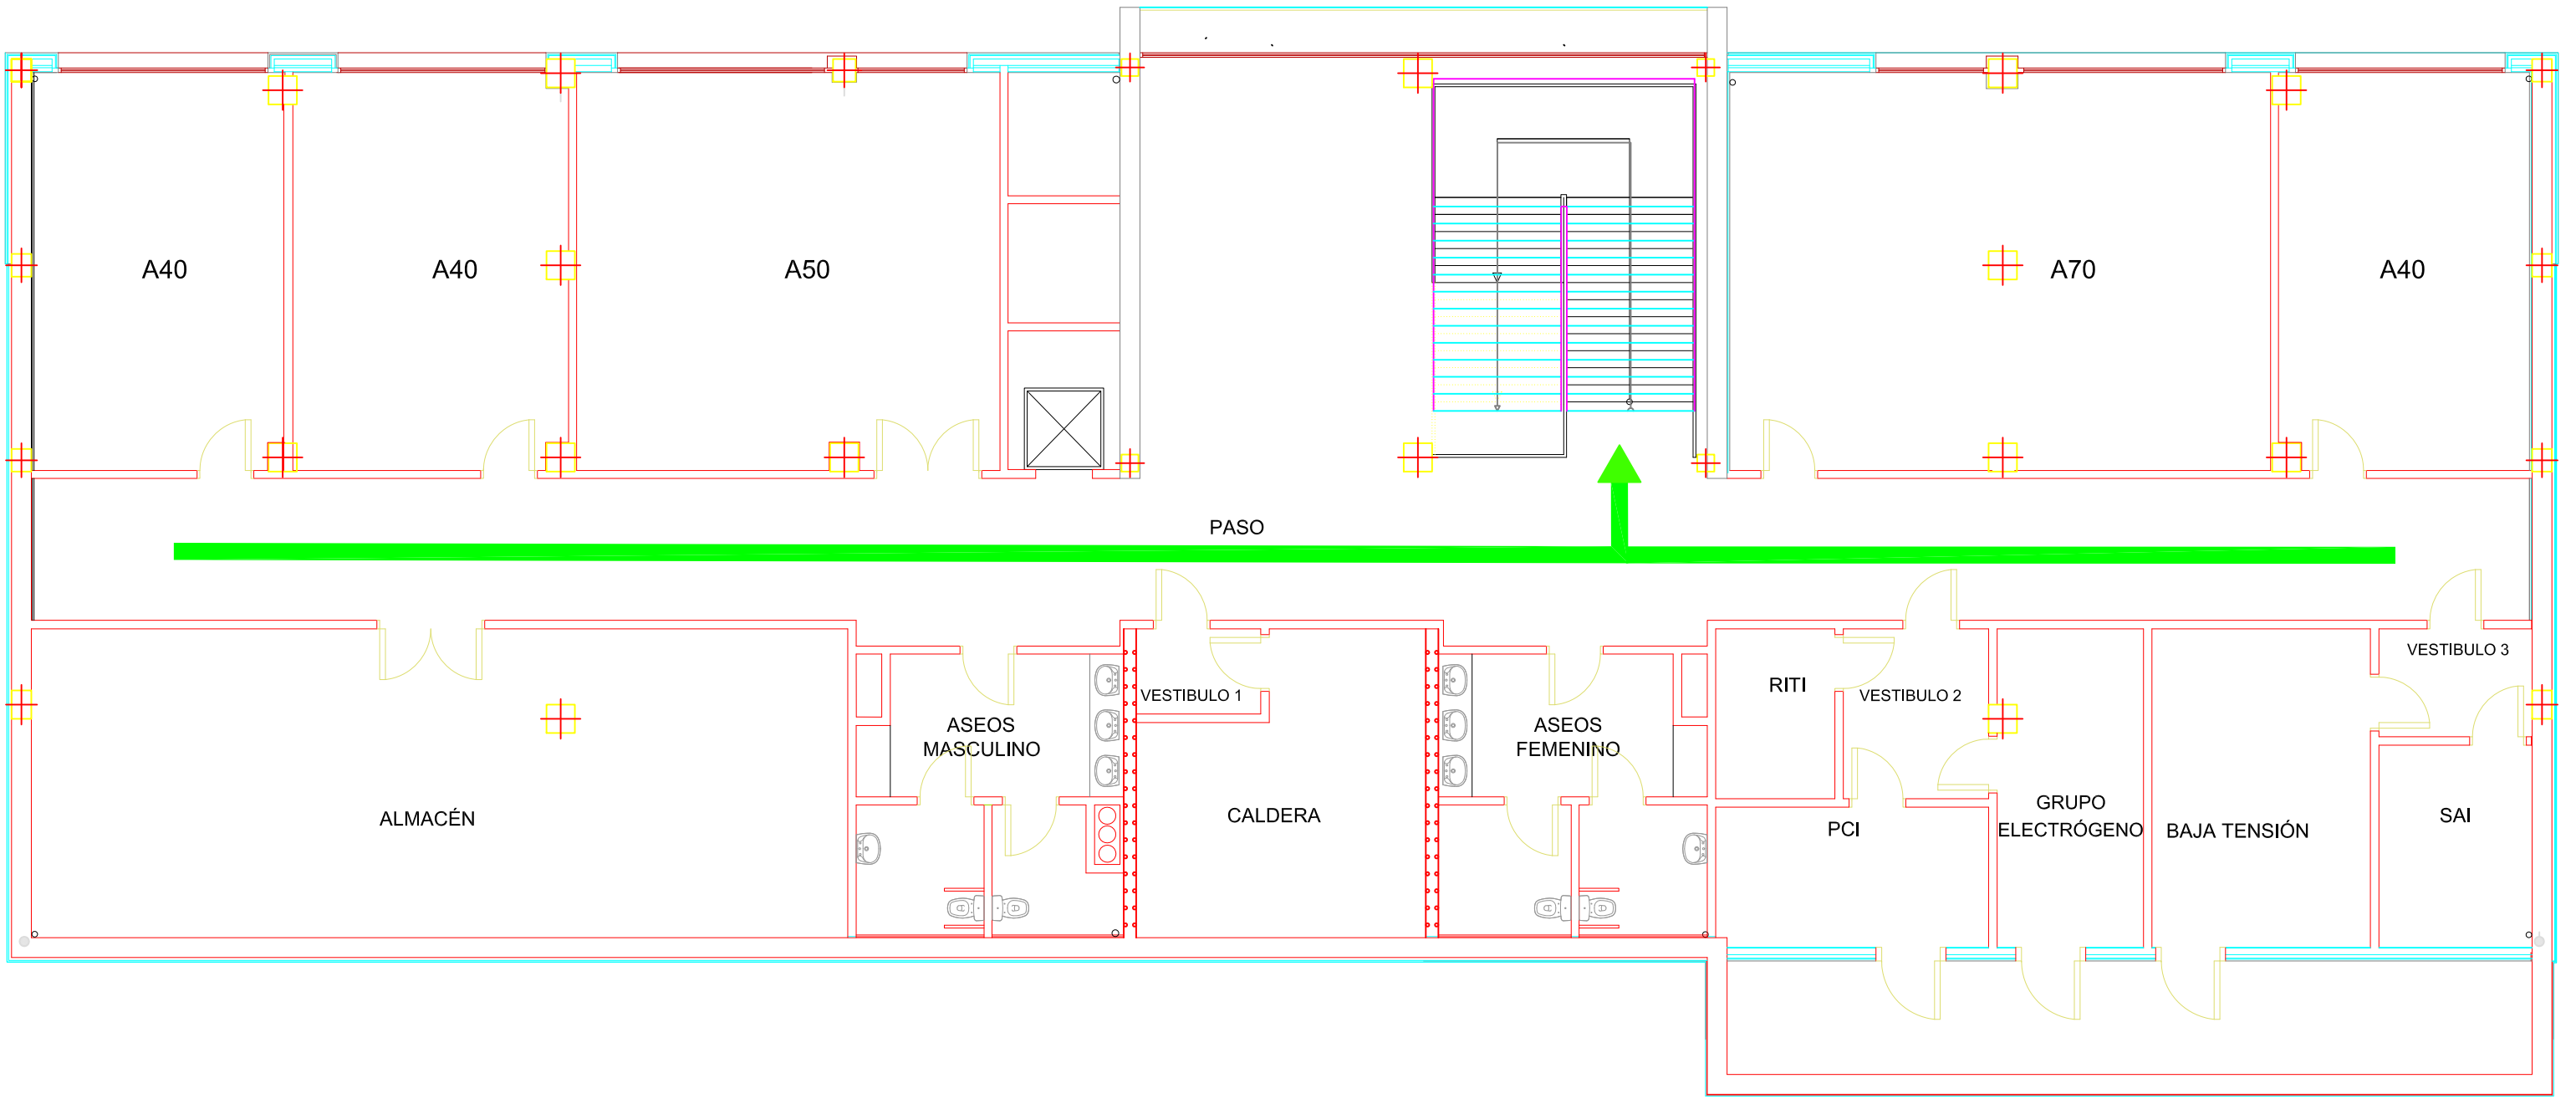 A40
A40
A50
A70
A40
PASO
VESTIBULO 1
ASEOS
MASCULINO
ASEOS
FEMENINO
RITI
VESTIBULO 2
VESTIBULO 3
ALMACÉN
CALDERA
PCI
GRUPO
ELECTRÓGENO
BAJA TENSIÓN
SAI